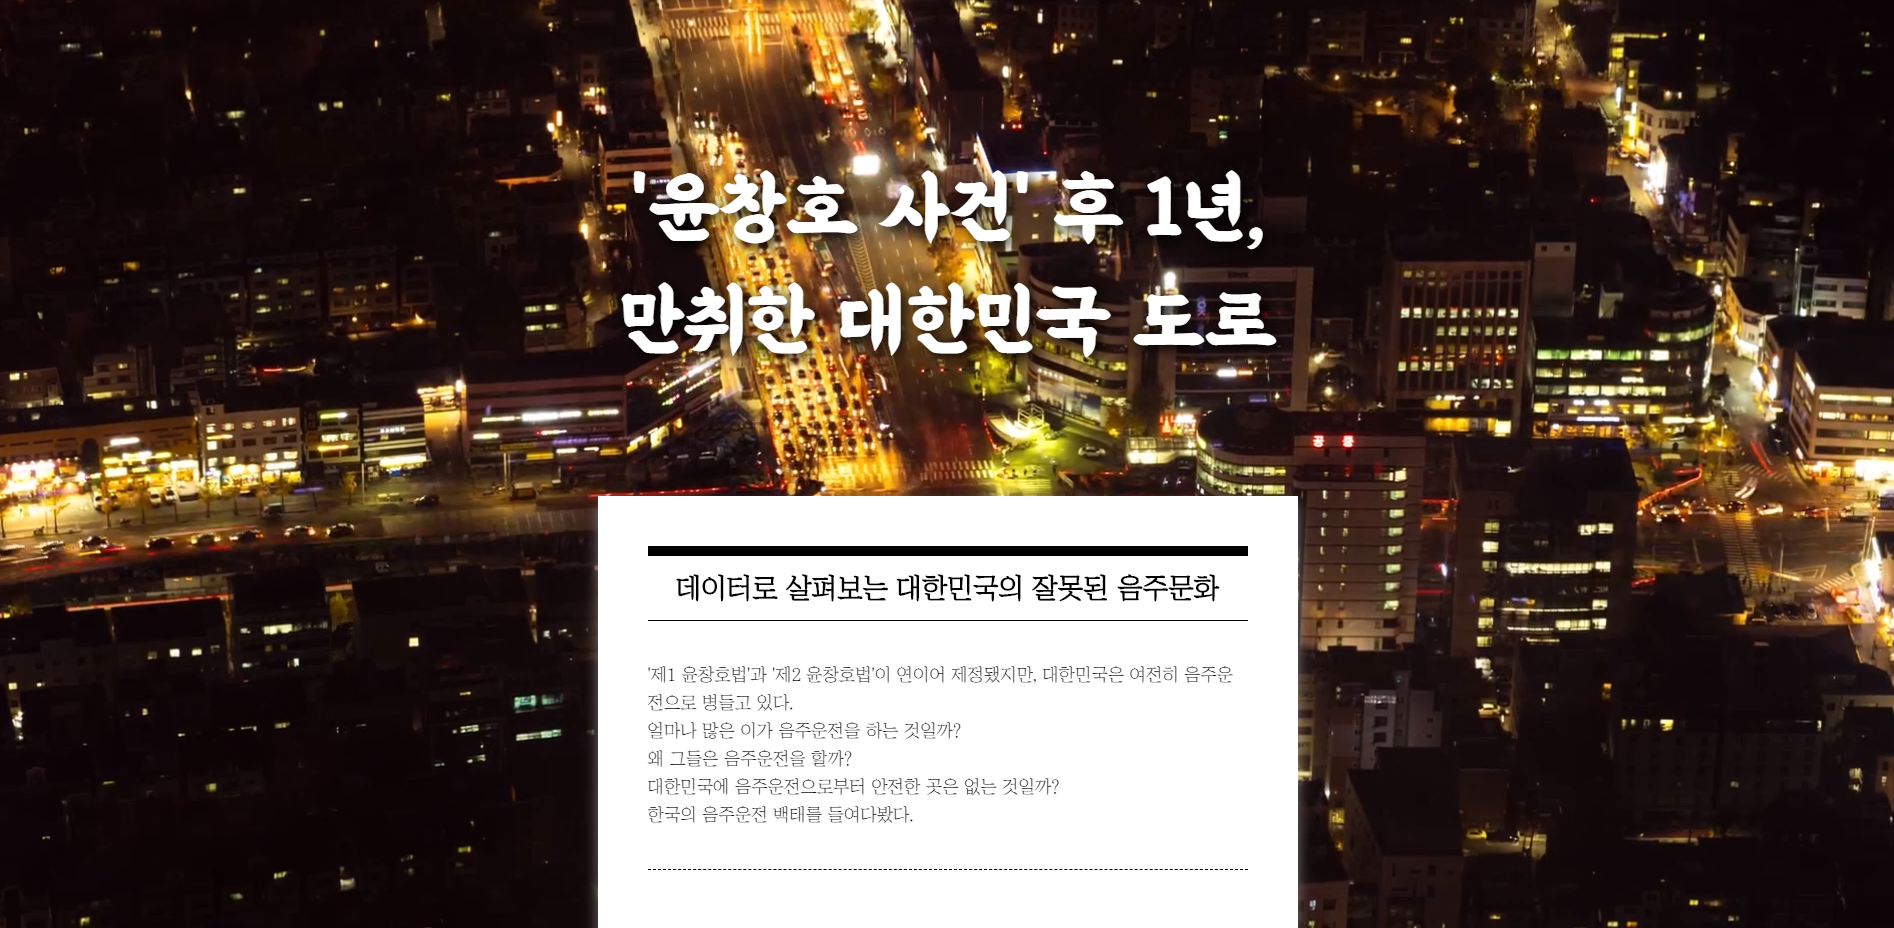 '윤창호 사건' 후 1년,
만취한 대한민국 도로
공룡
데이터로 살펴보는 대한민국의 잘못된 음주문화
'제1 윤창호법'과 '제2 윤창호법'이 연이어 제정됐지만, 대한민국은 여전히 음주운
전으로 병들고 있다.
얼마나 많은 이가 음주운전을 하는 것일까?
왜 그들은 음주운전을 할까?
대한민국에 음주운전으로부터 안전한 곳은 없는 것일까?
한국의 음주운전 백태를 들여다봤다.